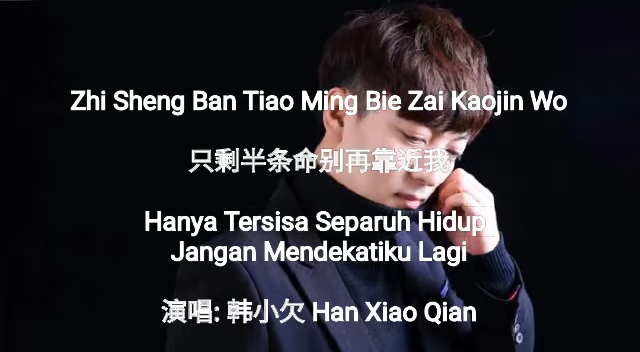 Zhi Sheng Ban Tiao Ming Bie Zai Kaojin Wo
只剩半条命别再靠近我
Hanya Tersisa Separuh Hidup
Jangan Mendekatiku Lagi
演唱: 韩小欠 Han Xiao Qian